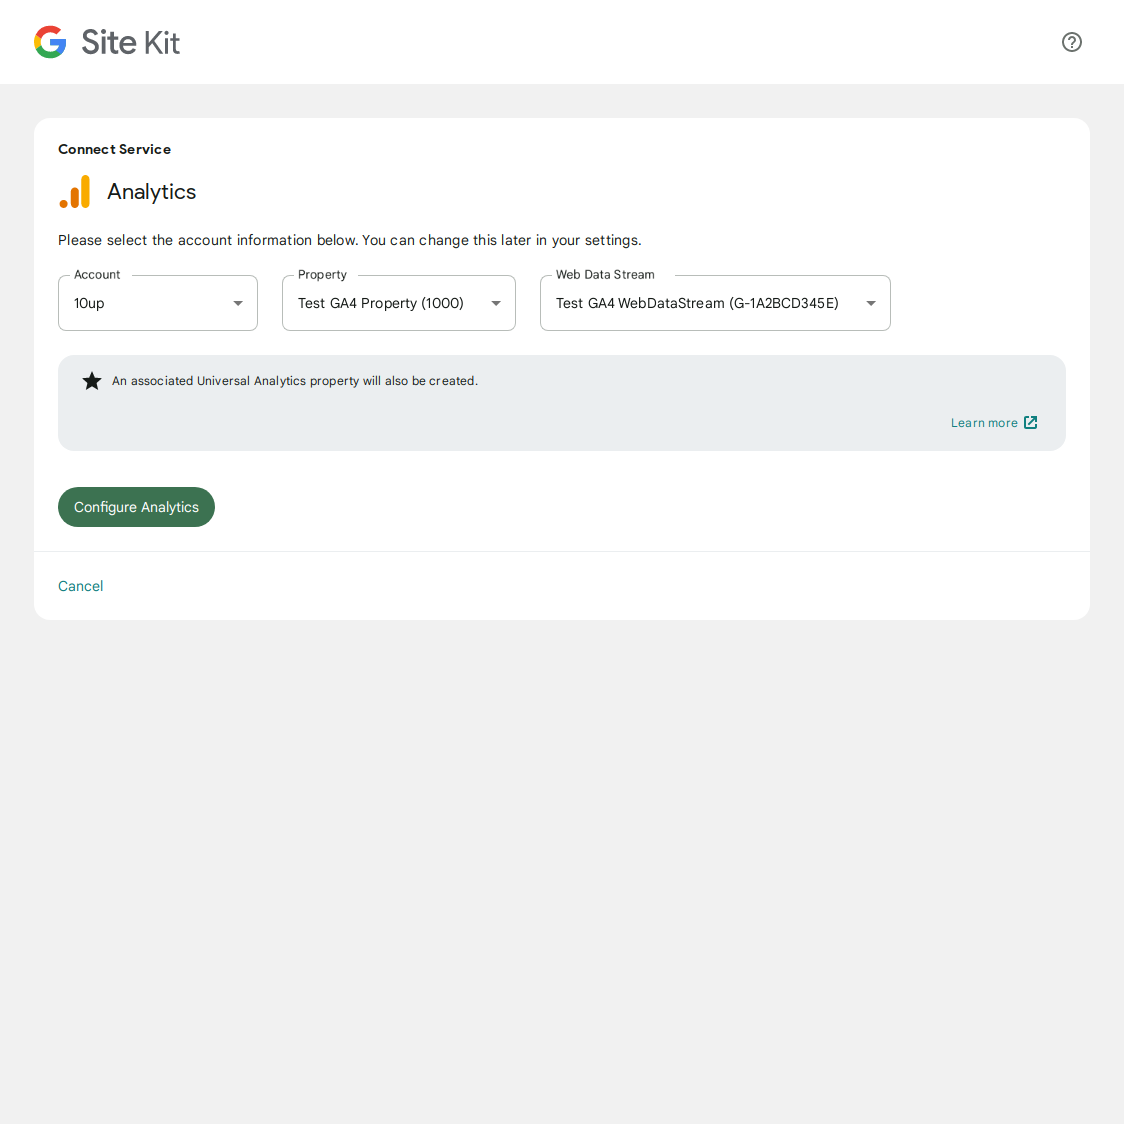 Site Kit
Connect Service
Analytics
Please select the account information below. You can change this later in your settings.
Account
10up
Property
Test GA4 Property (1000)
Web Data Stream
Test GA4 WebDataStream (G-1A2BCD345E)
An associated Universal Analytics property will also be created.
Learn more
Configure Analytics
Cancel